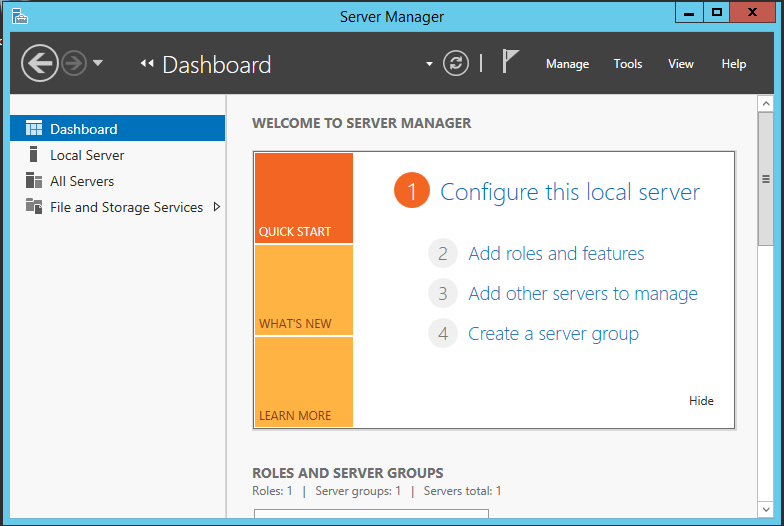 Server Manager
Dashboard
Manage Tools View Help
Dashboard
Local Server
All Servers
File and Storage Services
WELCOME TO SERVER MANAGER
QUICK START
WHAT'S NEW
LEARN MORE
1 Configure this local server
2 Add roles and features
3 Add other servers to manage
4 Create a server group
Hide
ROLES AND SERVER GROUPS
Roles: 1 | Server groups: 1 | Servers total: 1